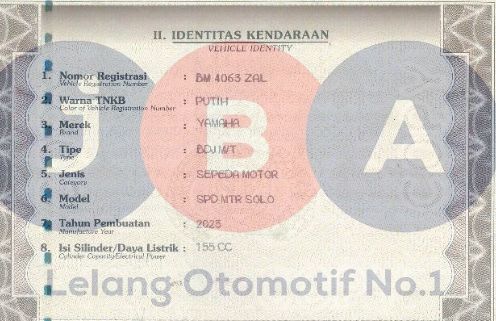 II. IDENTITAS KENDARAAN
VEHICLE IDENTITY
1. Nomor Registrasi : BM 4063 ZAL
Vehicle Registration Number
2. Warna TNKB : PUTIH
Color of Vehicle Registration Number
3. Merek : YAMAHA
Brand
4. Tipe : BDJ M/T
Type
5. Jenis : SEPEDA MOTOR
Category
6. Model : SPD MTR SOLO
Model
7. Tahun Pembuatan : 2023
Manufacture Year
8. Isi Silinder/Daya Listrik : 155 CC
Cylinder Capacity/Electrical Power
JBA
Lelang Otomotif No.1